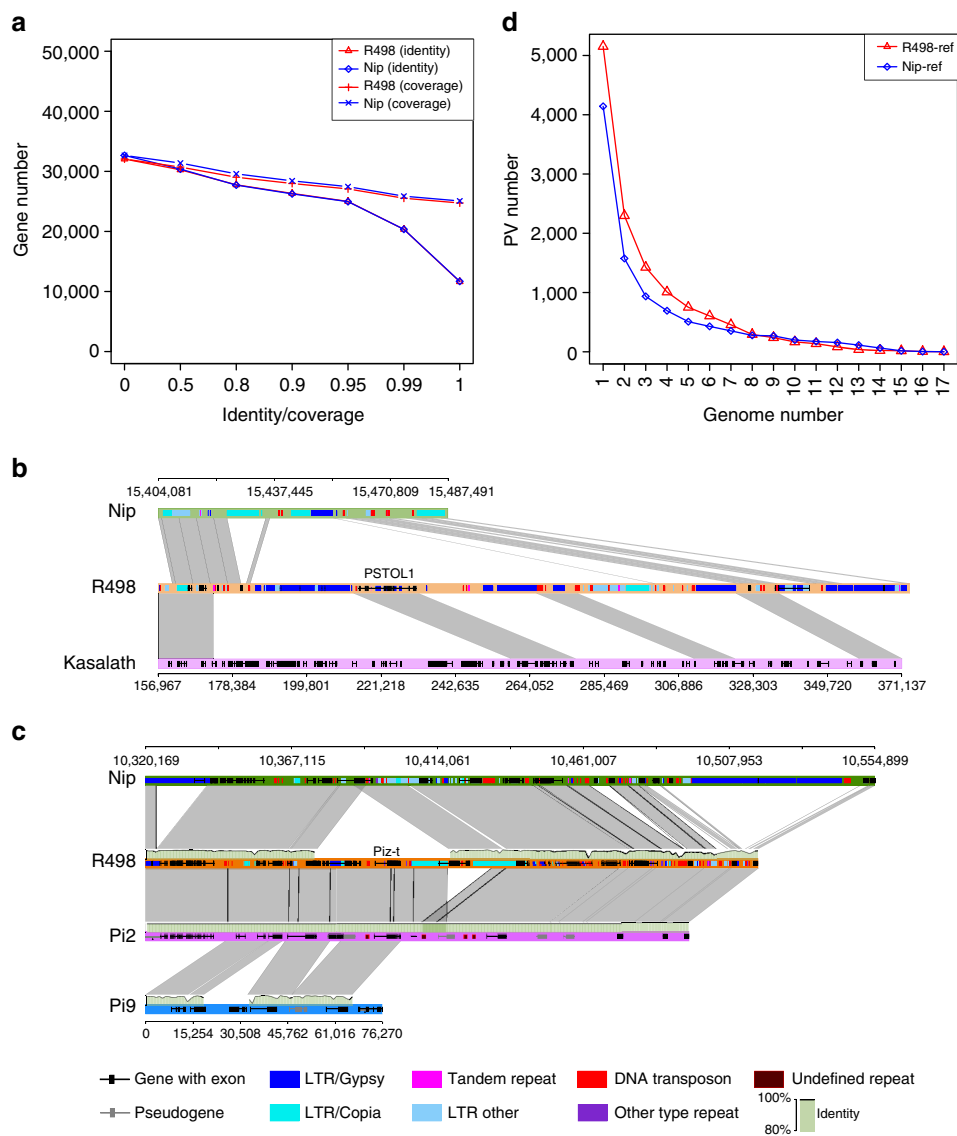 a
50,000
40,000
30,000
20,000
10,000
0
Gene number
R498 (identity)
Nip (identity)
R498 (coverage)
Nip (coverage)
0 0.5 0.8 0.9 0.95 0.99 1
Identity/coverage
d
5,000
4,000
3,000
2,000
1,000
0
PV number
R498-ref
Nip-ref
1 2 3 4 5 6 7 8 9 10 11 12 13 14 15 16 17
Genome number
b
15,404,081 15,437,445 15,470,809 15,487,491
Nip
PSTOL1
R498
Kasalath
156,967 178,384 199,801 221,218 242,635 264,052 285,469 306,886 328,303 349,720 371,137
c
10,320,169 10,367,115 10,414,061 10,461,007 10,507,953 10,554,899
Nip
Piz-t
R498
Pi2
Pi9
0 15,254 30,508 45,762 61,016 76,270
Gene with exon LTR/Gypsy Tandem repeat DNA transposon Undefined repeat
Pseudogene LTR/Copia LTR other Other type repeat
100%
80%
Identity